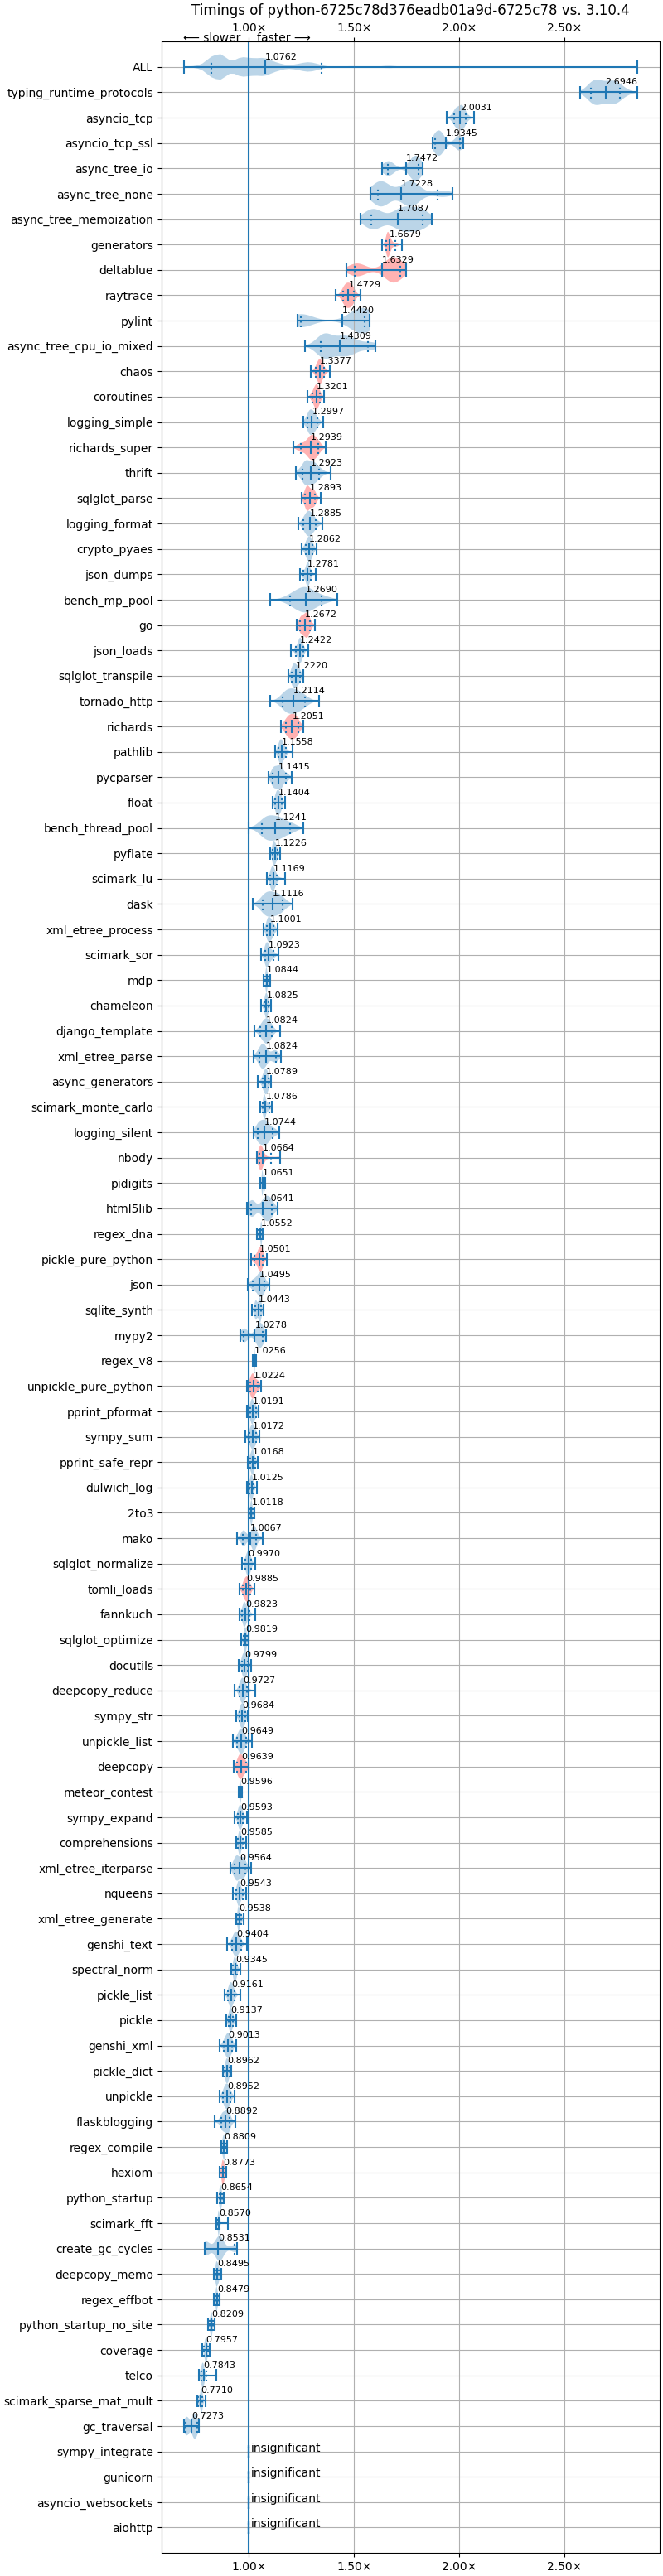 Timings of python-6725c78d376eadb01a9d-6725c78 vs. 3.10.4
1.00× 1.50× 2.00× 2.50×
⟵ slower faster ⟶
ALL 1.0762
typing_runtime_protocols 2.6946
asyncio_tcp 2.0031
asyncio_tcp_ssl 1.9345
async_tree_io 1.7472
async_tree_none 1.7228
async_tree_memoization 1.7087
generators 1.6679
deltablue 1.6329
raytrace 1.4729
pylint 1.4420
async_tree_cpu_io_mixed 1.4309
chaos 1.3377
coroutines 1.3201
logging_simple 1.2997
richards_super 1.2939
thrift 1.2923
sqlglot_parse 1.2893
logging_format 1.2885
crypto_pyaes 1.2862
json_dumps 1.2781
bench_mp_pool 1.2690
go 1.2672
json_loads 1.2422
sqlglot_transpile 1.2220
tornado_http 1.2114
richards 1.2051
pathlib 1.1558
pycparser 1.1415
float 1.1404
bench_thread_pool 1.1241
pyflate 1.1226
scimark_lu 1.1169
dask 1.1116
xml_etree_process 1.1001
scimark_sor 1.0923
mdp 1.0844
chameleon 1.0825
django_template 1.0824
xml_etree_parse 1.0824
async_generators 1.0789
scimark_monte_carlo 1.0786
logging_silent 1.0744
nbody 1.0664
pidigits 1.0651
html5lib 1.0641
regex_dna 1.0552
pickle_pure_python 1.0501
json 1.0495
sqlite_synth 1.0443
mypy2 1.0278
regex_v8 1.0256
unpickle_pure_python 1.0224
pprint_pformat 1.0191
sympy_sum 1.0172
pprint_safe_repr 1.0168
dulwich_log 1.0125
2to3 1.0118
mako 1.0067
sqlglot_normalize 0.9970
tomli_loads 0.9885
fannkuch 0.9823
sqlglot_optimize 0.9819
docutils 0.9799
deepcopy_reduce 0.9727
sympy_str 0.9684
unpickle_list 0.9649
deepcopy 0.9639
meteor_contest 0.9596
sympy_expand 0.9593
comprehensions 0.9585
xml_etree_iterparse 0.9564
nqueens 0.9543
xml_etree_generate 0.9538
genshi_text 0.9404
spectral_norm 0.9345
pickle_list 0.9161
pickle 0.9137
genshi_xml 0.9013
pickle_dict 0.8962
unpickle 0.8952
flaskblogging 0.8892
regex_compile 0.8809
hexiom 0.8773
python_startup 0.8654
scimark_fft 0.8570
create_gc_cycles 0.8531
deepcopy_memo 0.8495
regex_effbot 0.8479
python_startup_no_site 0.8209
coverage 0.7957
telco 0.7843
scimark_sparse_mat_mult 0.7710
gc_traversal 0.7273
sympy_integrate insignificant
gunicorn insignificant
asyncio_websockets insignificant
aiohttp insignificant
1.00× 1.50× 2.00× 2.50×